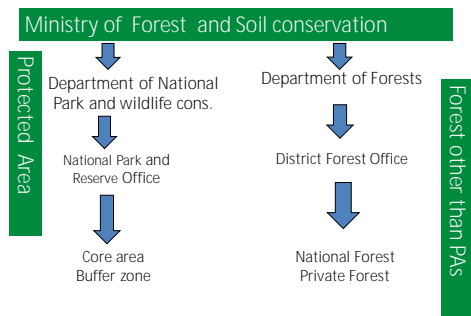 Ministry of Forest and Soil conservation
Protected Area
Department of National
Park and wildlife cons.
National Park and
Reserve Office
Core area
Buffer zone
Department of Forests
District Forest Office
National Forest
Private Forest
Forest other than PAs